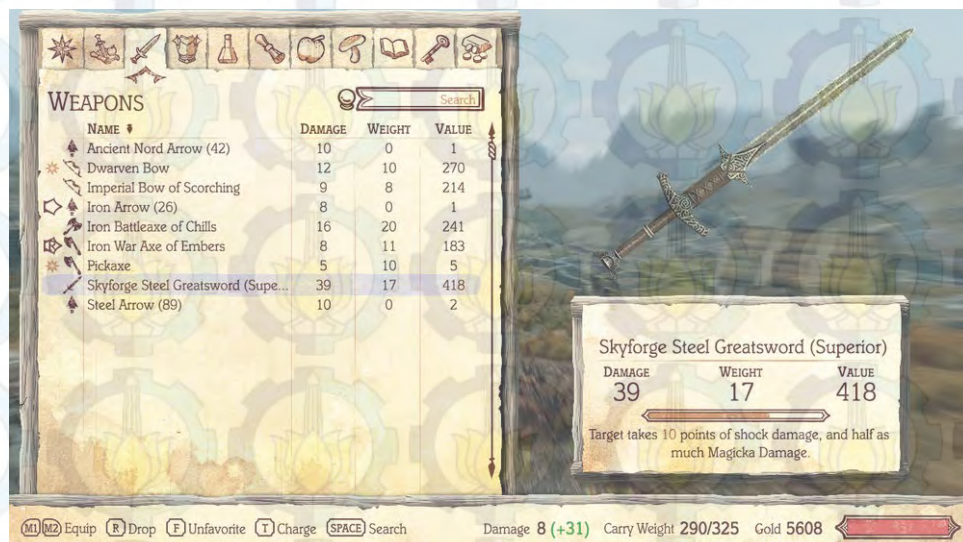 WEAPONS
Search
NAME DAMAGE WEIGHT VALUE
Ancient Nord Arrow (42) 10 0 1
Dwarven Bow 12 10 270
Imperial Bow of Scorching 9 8 214
Iron Arrow (26) 8 0 1
Iron Battleaxe of Chills 16 20 241
Iron War Axe of Embers 8 11 183
Pickaxe 5 10 5
Skyforge Steel Greatsword (Supe... 39 17 418
Steel Arrow (89) 10 0 2
Skyforge Steel Greatsword (Superior)
DAMAGE WEIGHT VALUE
39 17 418
Target takes 10 points of shock damage, and half as
much Magicka Damage.
M1 M2 Equip R Drop F Unfavorite T Charge SPACE Search Damage 8 (+31) Carry Weight 290/325 Gold 5608